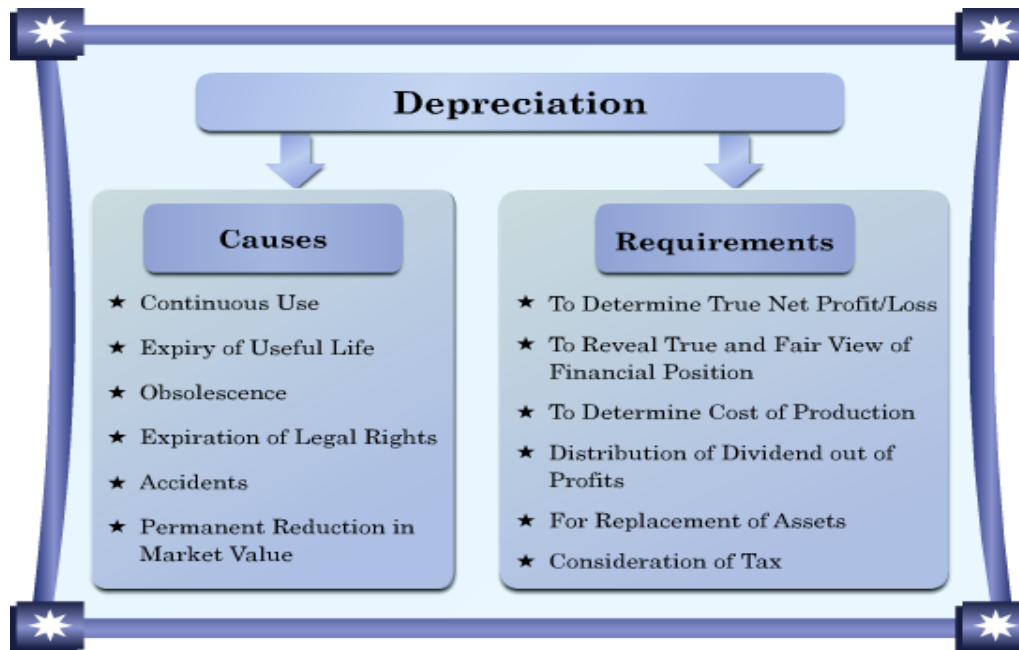 Depreciation
Causes
★ Continuous Use
★ Expiry of Useful Life
★ Obsolescence
★ Expiration of Legal Rights
★ Accidents
★ Permanent Reduction in
Market Value
Requirements
★ To Determine True Net Profit/Loss
★ To Reveal True and Fair View of
Financial Position
★ To Determine Cost of Production
★ Distribution of Dividend out of
Profits
★ For Replacement of Assets
★ Consideration of Tax